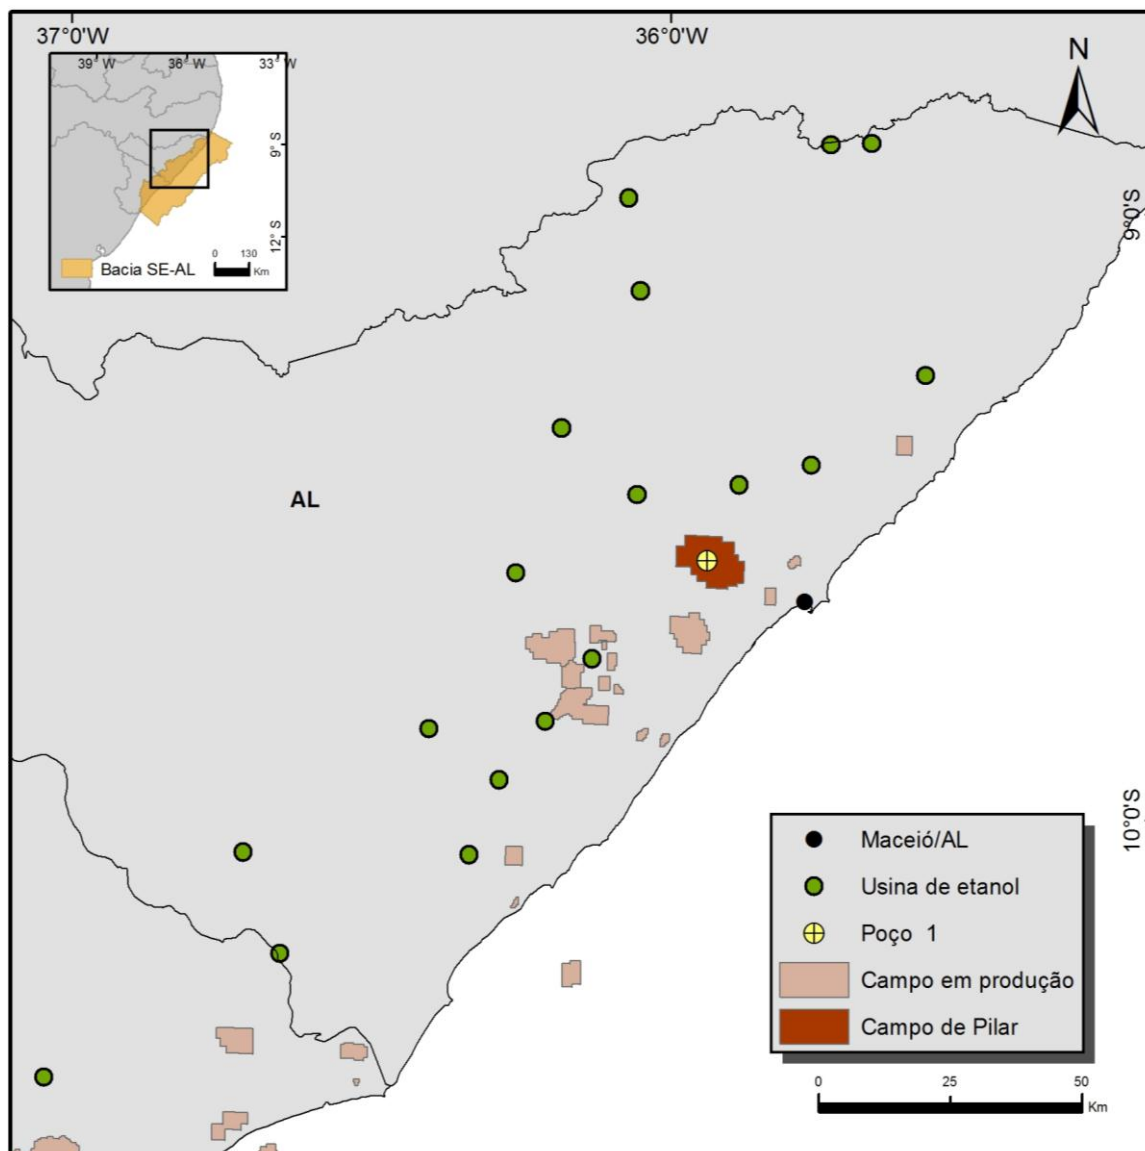 37°0'W
36°0'W
39° W
36° W
33° W
9° S
12° S
0
130
Km
Bacia SE-AL
N
9°0'S
AL
10°0'S
Maceió/AL
Usina de etanol
Poço 1
Campo em produção
Campo de Pilar
0
25
50
Km